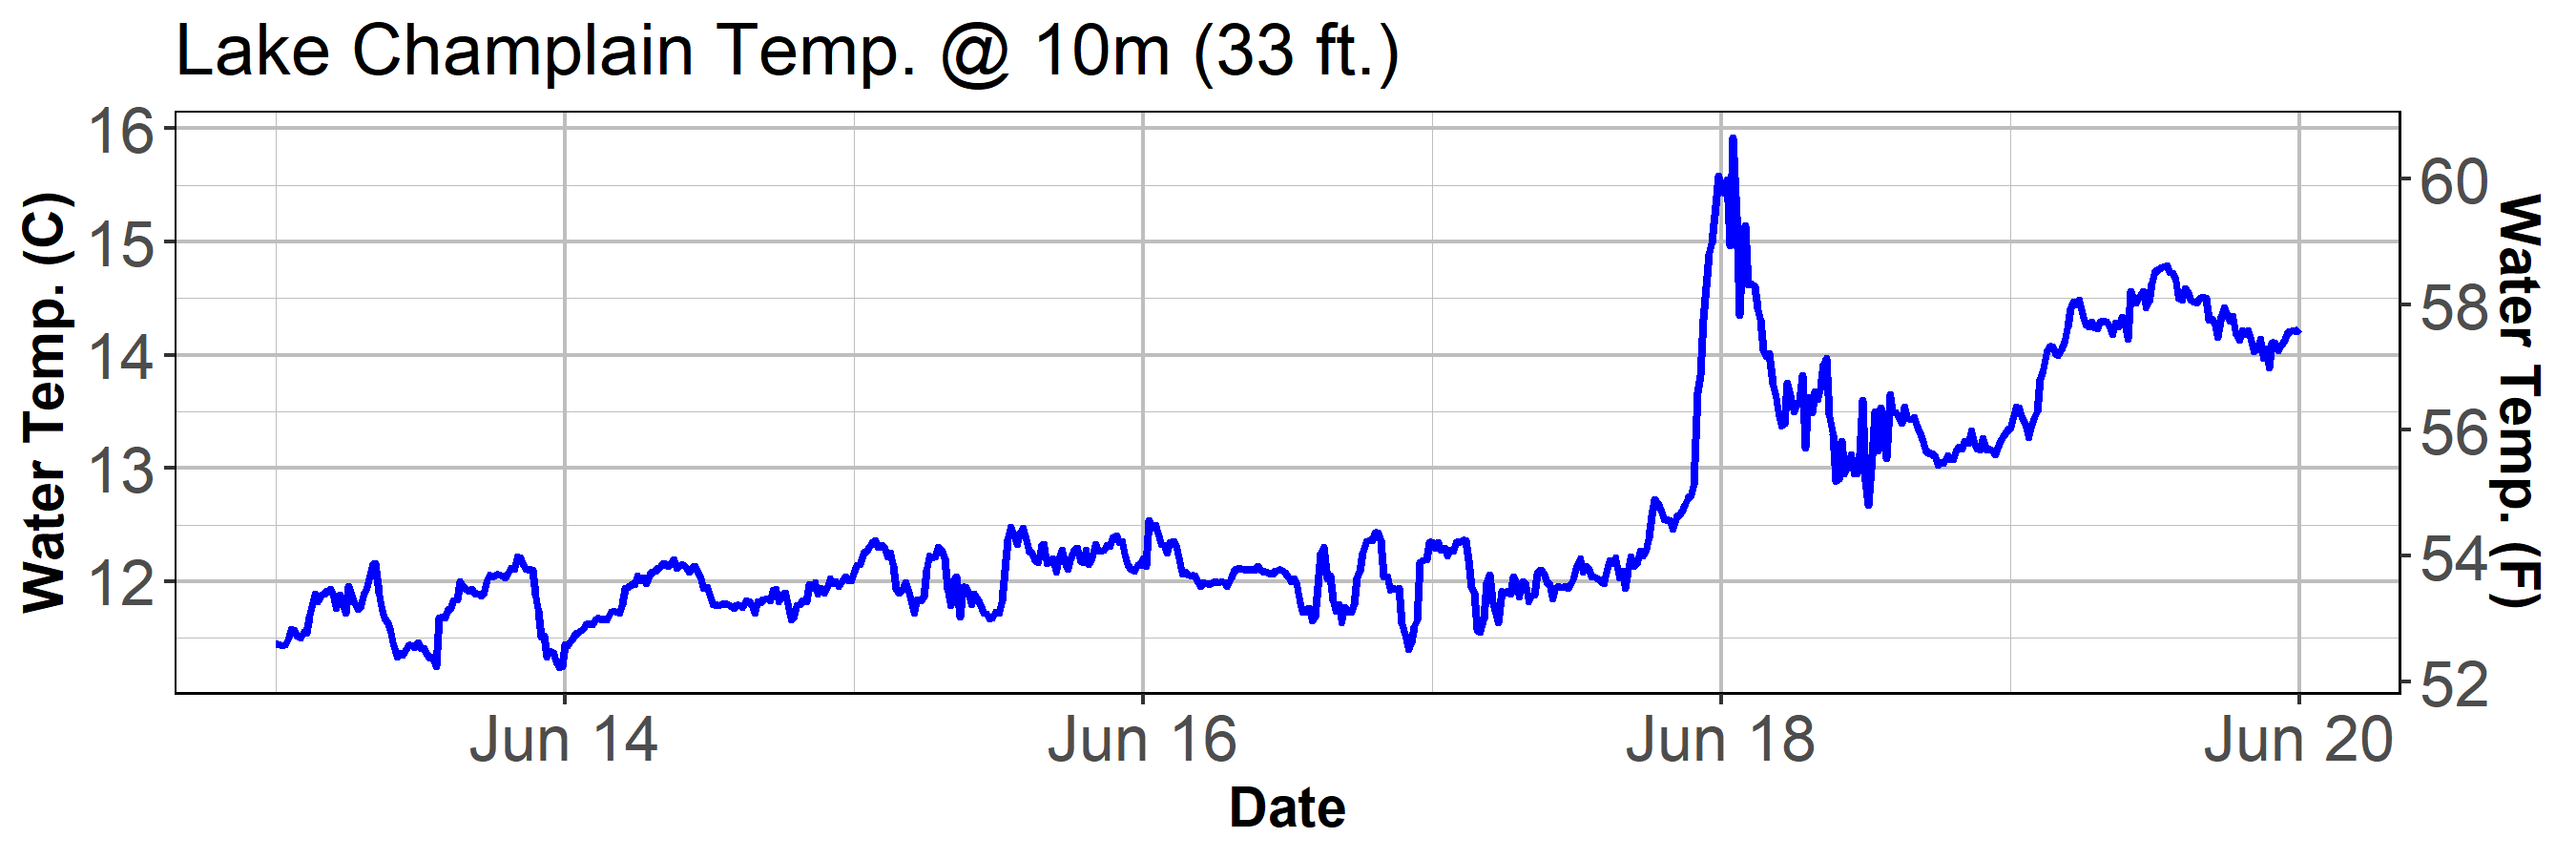 Lake Champlain Temp. @ 10m (33 ft.)
Water Temp. (C)
16
15
14
13
12
60
58
56
54
52
Water Temp. (F)
Jun 14 Jun 16 Jun 18 Jun 20
Date